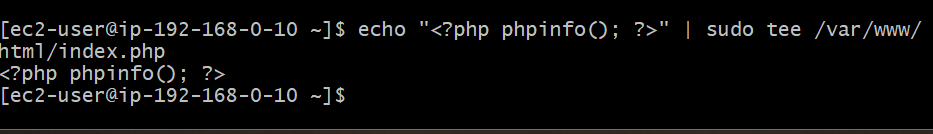 [ec2-user@ip-192-168-0-10 ~]$ echo "<?php phpinfo(); ?>" | sudo tee /var/www/
html/index.php
<?php phpinfo(); ?>
[ec2-user@ip-192-168-0-10 ~]$